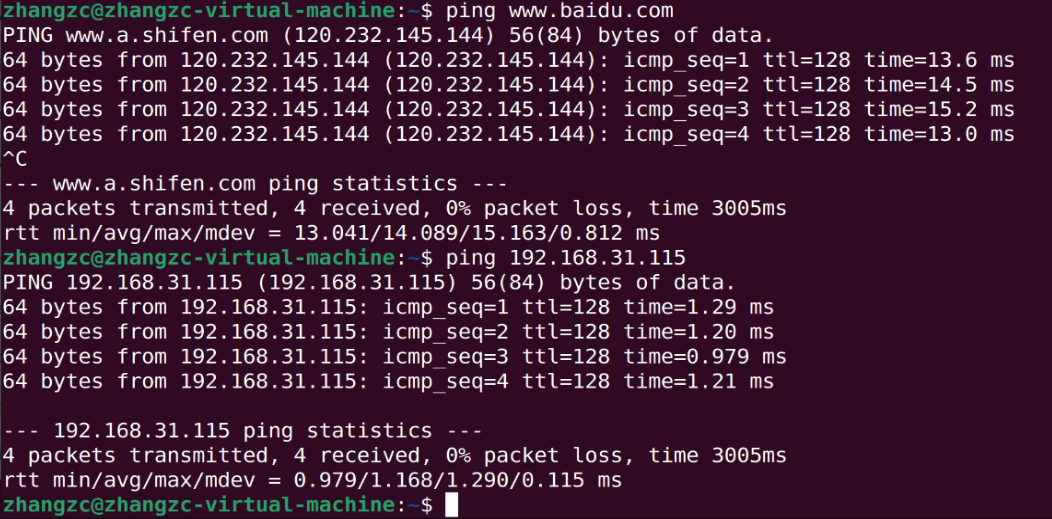 zhangzc@zhangzc-virtual-machine:~$ ping www.baidu.com
PING www.a.shifen.com (120.232.145.144) 56(84) bytes of data.
64 bytes from 120.232.145.144 (120.232.145.144): icmp_seq=1 ttl=128 time=13.6 ms
64 bytes from 120.232.145.144 (120.232.145.144): icmp_seq=2 ttl=128 time=14.5 ms
64 bytes from 120.232.145.144 (120.232.145.144): icmp_seq=3 ttl=128 time=15.2 ms
64 bytes from 120.232.145.144 (120.232.145.144): icmp_seq=4 ttl=128 time=13.0 ms
^C
--- www.a.shifen.com ping statistics ---
4 packets transmitted, 4 received, 0% packet loss, time 3005ms
rtt min/avg/max/mdev = 13.041/14.089/15.163/0.812 ms
zhangzc@zhangzc-virtual-machine:~$ ping 192.168.31.115
PING 192.168.31.115 (192.168.31.115) 56(84) bytes of data.
64 bytes from 192.168.31.115: icmp_seq=1 ttl=128 time=1.29 ms
64 bytes from 192.168.31.115: icmp_seq=2 ttl=128 time=1.20 ms
64 bytes from 192.168.31.115: icmp_seq=3 ttl=128 time=0.979 ms
64 bytes from 192.168.31.115: icmp_seq=4 ttl=128 time=1.21 ms
--- 192.168.31.115 ping statistics ---
4 packets transmitted, 4 received, 0% packet loss, time 3005ms
rtt min/avg/max/mdev = 0.979/1.168/1.290/0.115 ms
zhangzc@zhangzc-virtual-machine:~$